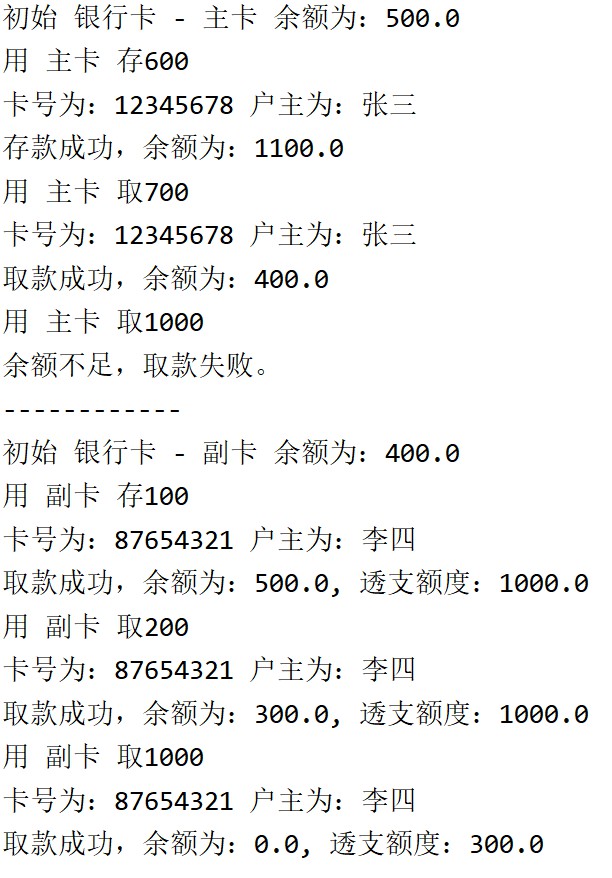 初始 银行卡 - 主卡 余额为：500.0
用 主卡 存600
卡号为：12345678 户主为：张三
存款成功，余额为：1100.0
用 主卡 取700
卡号为：12345678 户主为：张三
取款成功，余额为：400.0
用 主卡 取1000
余额不足，取款失败。
------------
初始 银行卡 - 副卡 余额为：400.0
用 副卡 存100
卡号为：87654321 户主为：李四
取款成功，余额为：500.0, 透支额度：1000.0
用 副卡 取200
卡号为：87654321 户主为：李四
取款成功，余额为：300.0, 透支额度：1000.0
用 副卡 取1000
卡号为：87654321 户主为：李四
取款成功，余额为：0.0, 透支额度：300.0